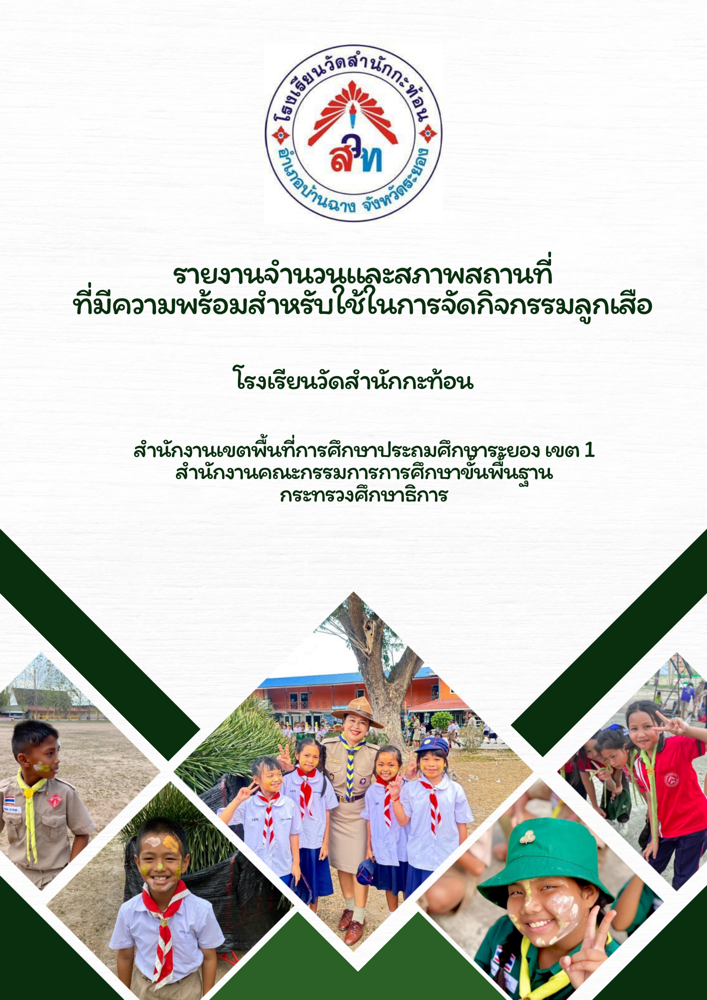 โรงเรียนวัดสำนักกะท้อน
สวท
อำเภอบ้านฉาง จังหวัดระยอง
รายงานจำนวนและสภาพสถานที่
ที่มีความพร้อมสำหรับใช้ในการจัดกิจกรรมลูกเสือ
โรงเรียนวัดสำนักกะท้อน
สำนักงานเขตพื้นที่การศึกษาประถมศึกษาระยอง เขต 1
สำนักงานคณะกรรมการการศึกษาขั้นพื้นฐาน
กระทรวงศึกษาธิการ